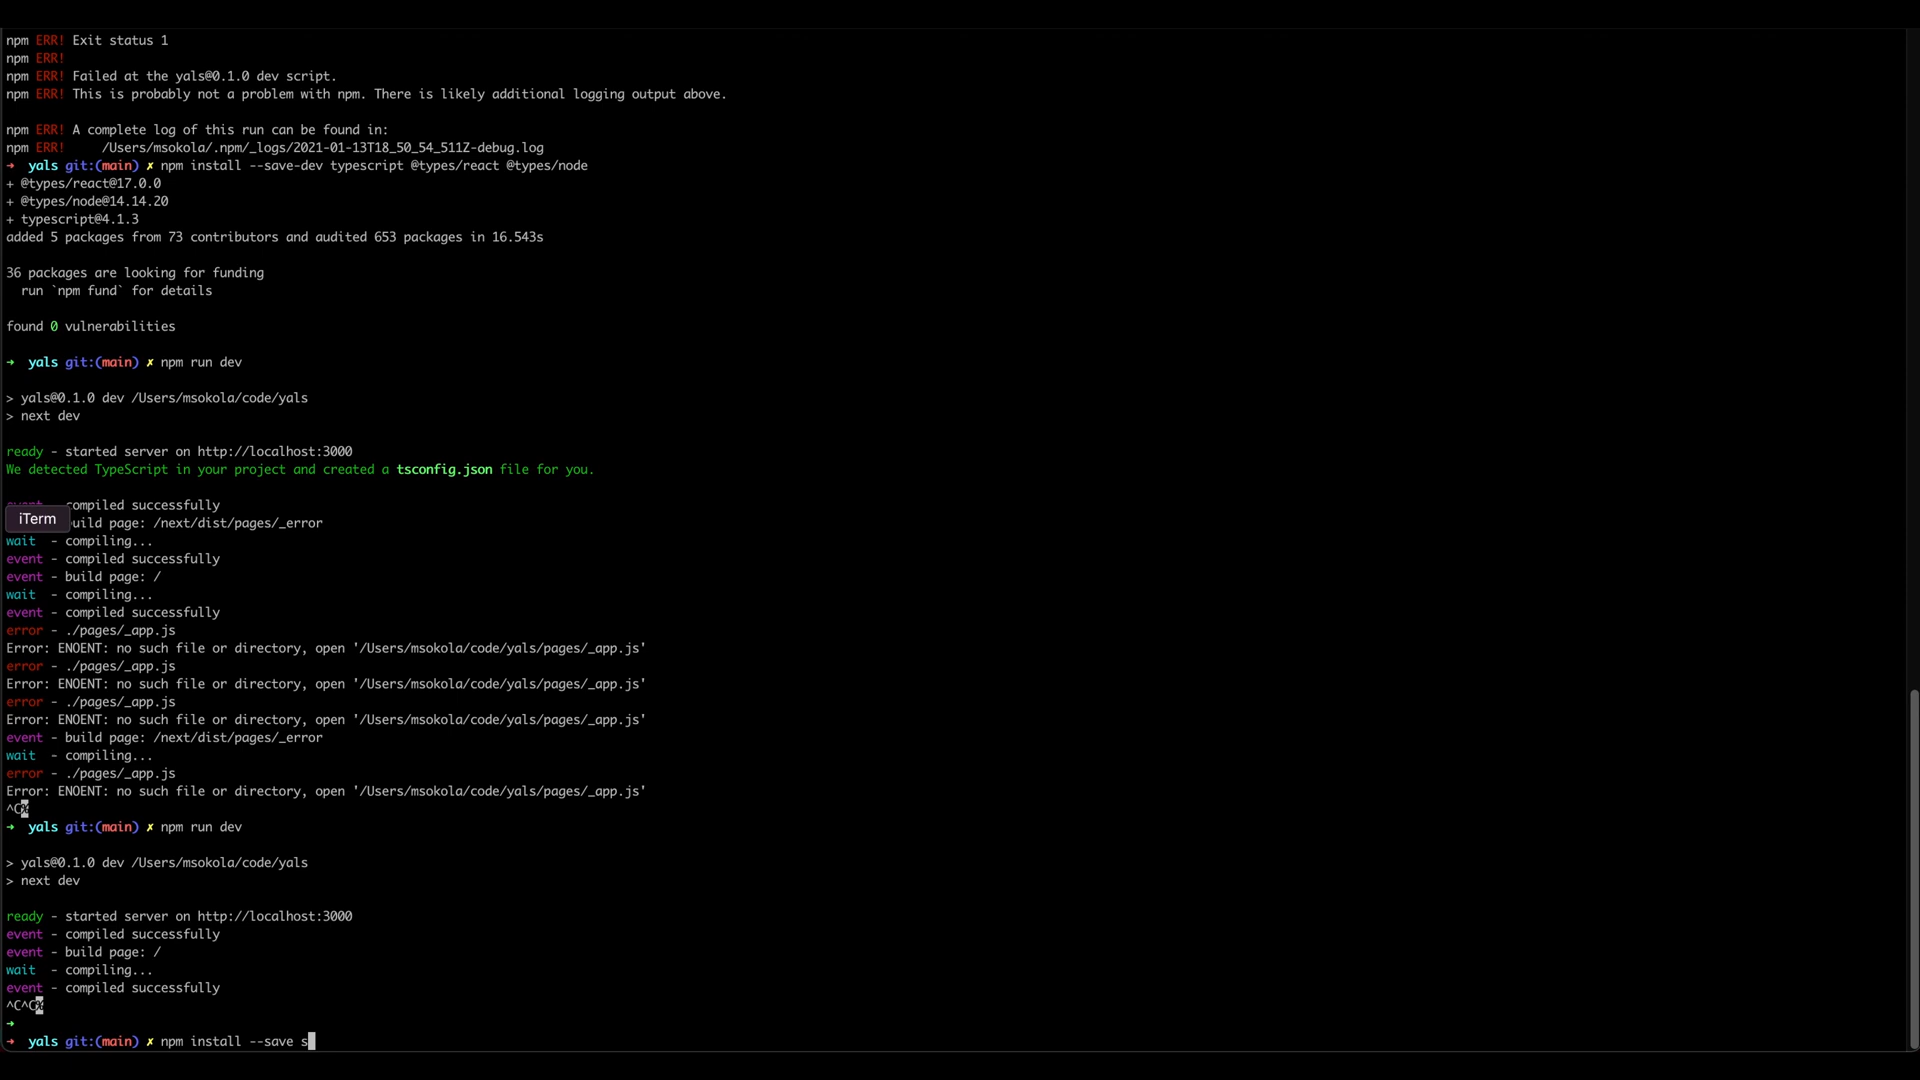 npm ERR! Exit status 1
npm ERR!
npm ERR! Failed at the yals@0.1.0 dev script.
npm ERR! This is probably not a problem with npm. There is likely additional logging output above.
npm ERR! A complete log of this run can be found in:
npm ERR!     /Users/msokola/.npm/_logs/2021-01-13T18_50_54_511Z-debug.log
➜  yals git:(main) ✗ npm install --save-dev typescript @types/react @types/node
+ @types/react@17.0.0
+ @types/node@14.14.20
+ typescript@4.1.3
added 5 packages from 73 contributors and audited 653 packages in 16.543s
36 packages are looking for funding
  run `npm fund` for details
found 0 vulnerabilities
➜  yals git:(main) ✗ npm run dev
> yals@0.1.0 dev /Users/msokola/code/yals
> next dev
ready - started server on http://localhost:3000
We detected TypeScript in your project and created a tsconfig.json file for you.
event - compiled successfully
iTerm
build page: /next/dist/pages/_error
wait  - compiling...
event - compiled successfully
event - build page: /
wait  - compiling...
event - compiled successfully
error - ./pages/_app.js
Error: ENOENT: no such file or directory, open '/Users/msokola/code/yals/pages/_app.js'
error - ./pages/_app.js
Error: ENOENT: no such file or directory, open '/Users/msokola/code/yals/pages/_app.js'
error - ./pages/_app.js
Error: ENOENT: no such file or directory, open '/Users/msokola/code/yals/pages/_app.js'
event - build page: /next/dist/pages/_error
wait  - compiling...
error - ./pages/_app.js
Error: ENOENT: no such file or directory, open '/Users/msokola/code/yals/pages/_app.js'
^C%
➜  yals git:(main) ✗ npm run dev
> yals@0.1.0 dev /Users/msokola/code/yals
> next dev
ready - started server on http://localhost:3000
event - compiled successfully
event - build page: /
wait  - compiling...
event - compiled successfully
^C^C%
➜
➜  yals git:(main) ✗ npm install --save s